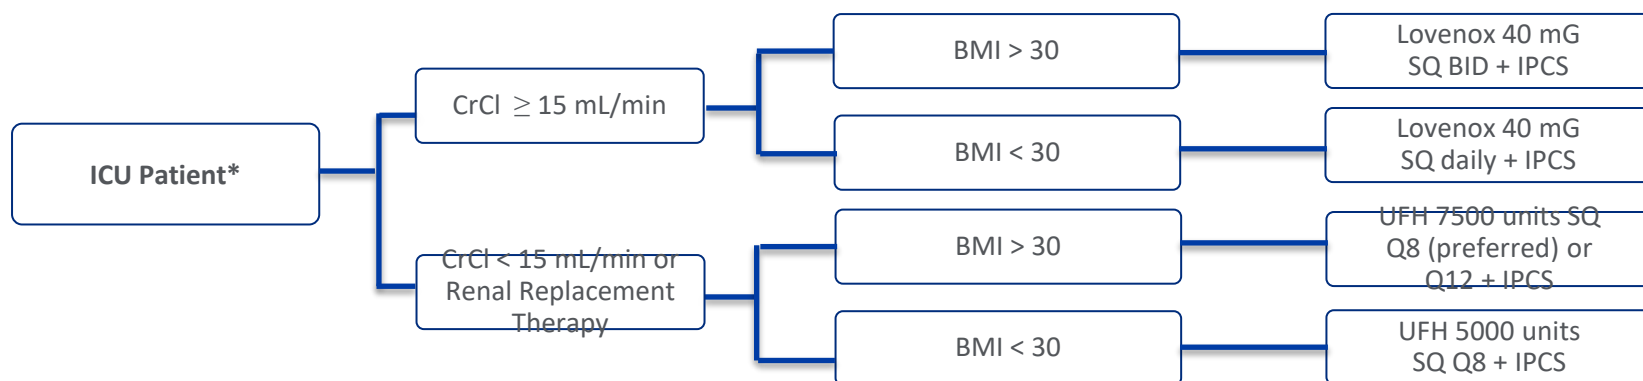 ICU Patient*
CrCl ≥ 15 mL/min
BMI > 30
Lovenox 40 mG
SQ BID + IPCS
BMI < 30
Lovenox 40 mG
SQ daily + IPCS
CrCl < 15 mL/min or
Renal Replacement
Therapy
BMI > 30
UFH 7500 units SQ
Q8 (preferred) or
Q12 + IPCS
BMI < 30
UFH 5000 units
SQ Q8 + IPCS